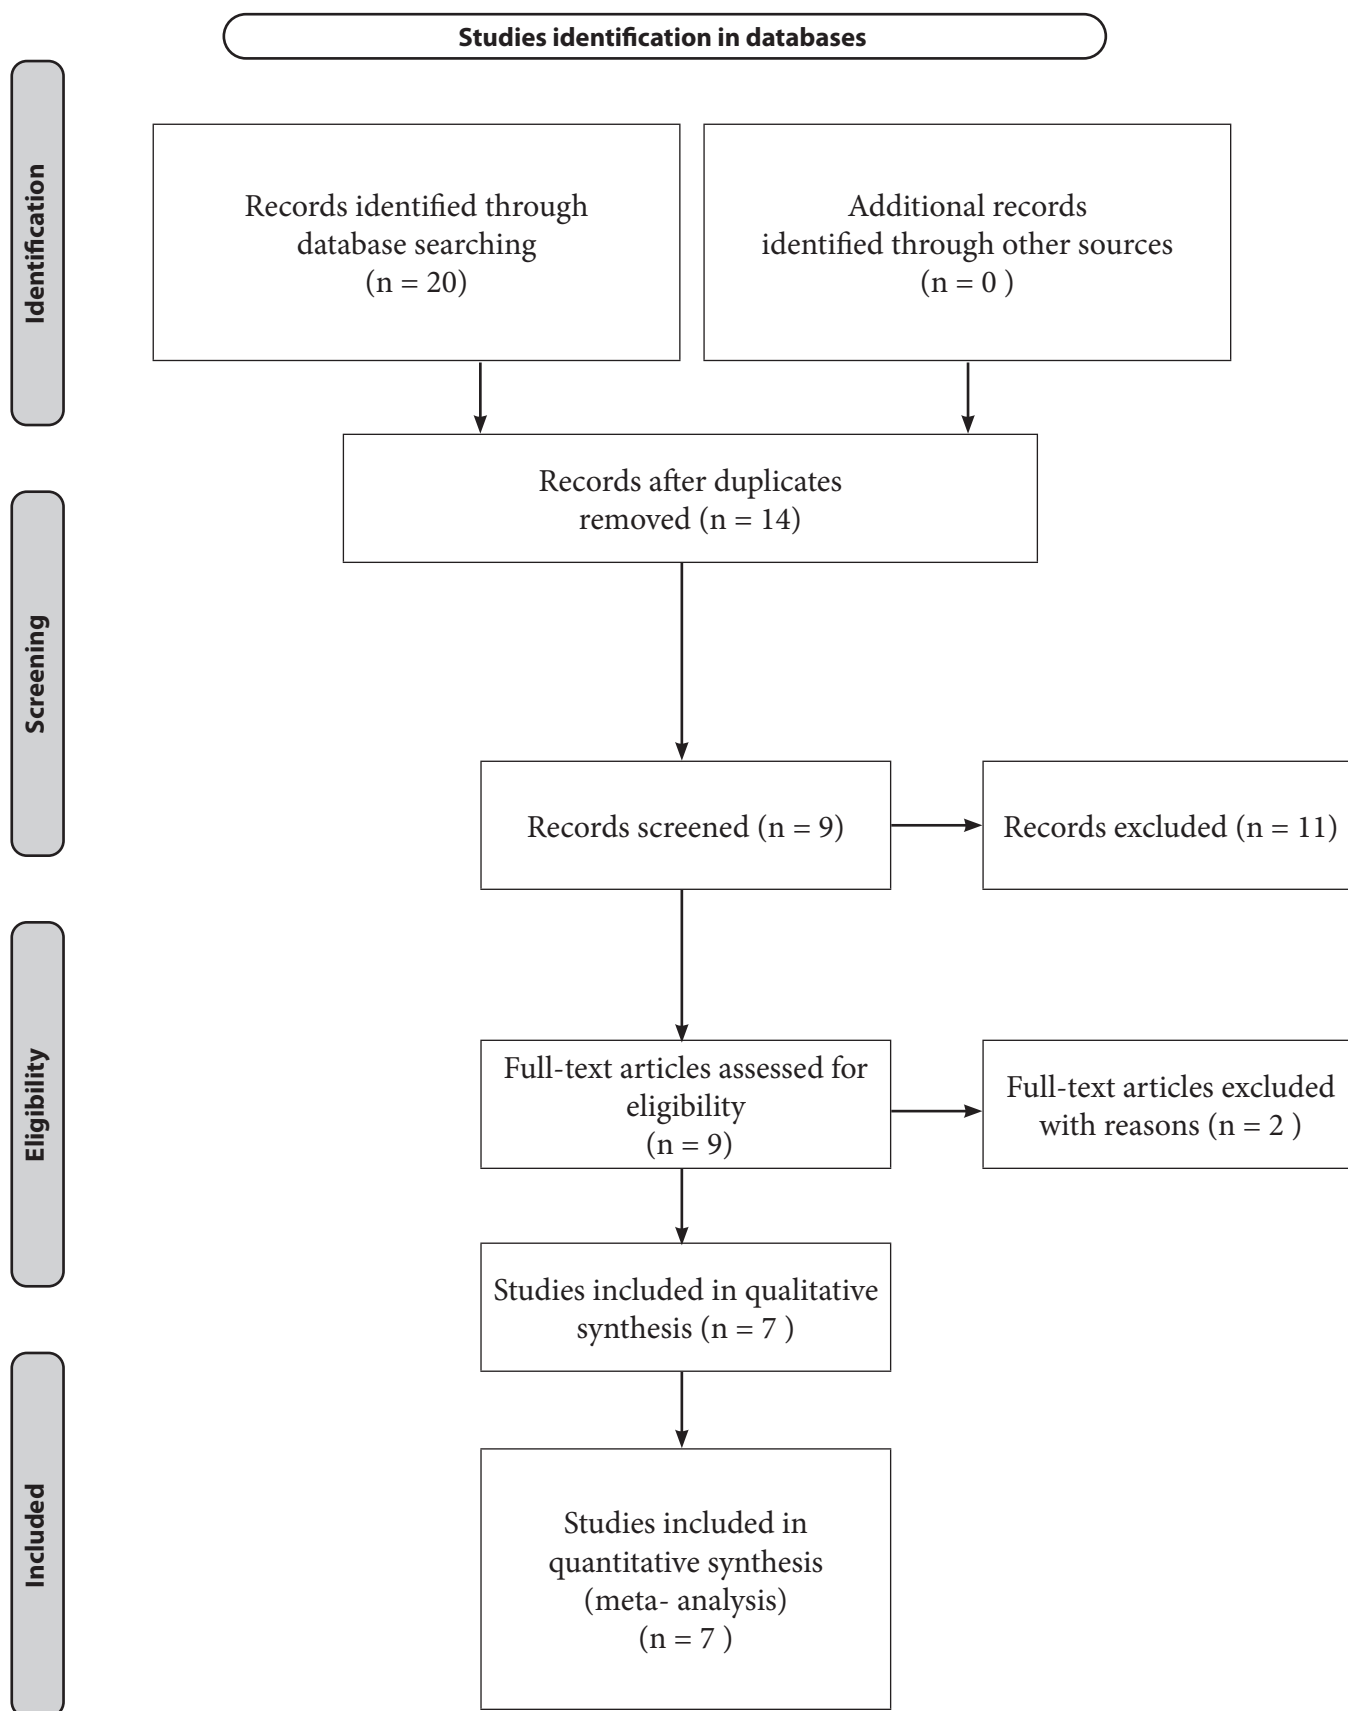 Studies identification in databases
Identification
Records identified through
database searching
(n = 20)
Additional records
identified through other sources
(n = 0 )
Records after duplicates
removed (n = 14)
Screening
Records screened (n = 9)
Records excluded (n = 11)
Eligibility
Full-text articles assessed for
eligibility
(n = 9)
Full-text articles excluded
with reasons (n = 2 )
Studies included in qualitative
synthesis (n = 7 )
Included
Studies included in
quantitative synthesis
(meta- analysis)
(n = 7 )